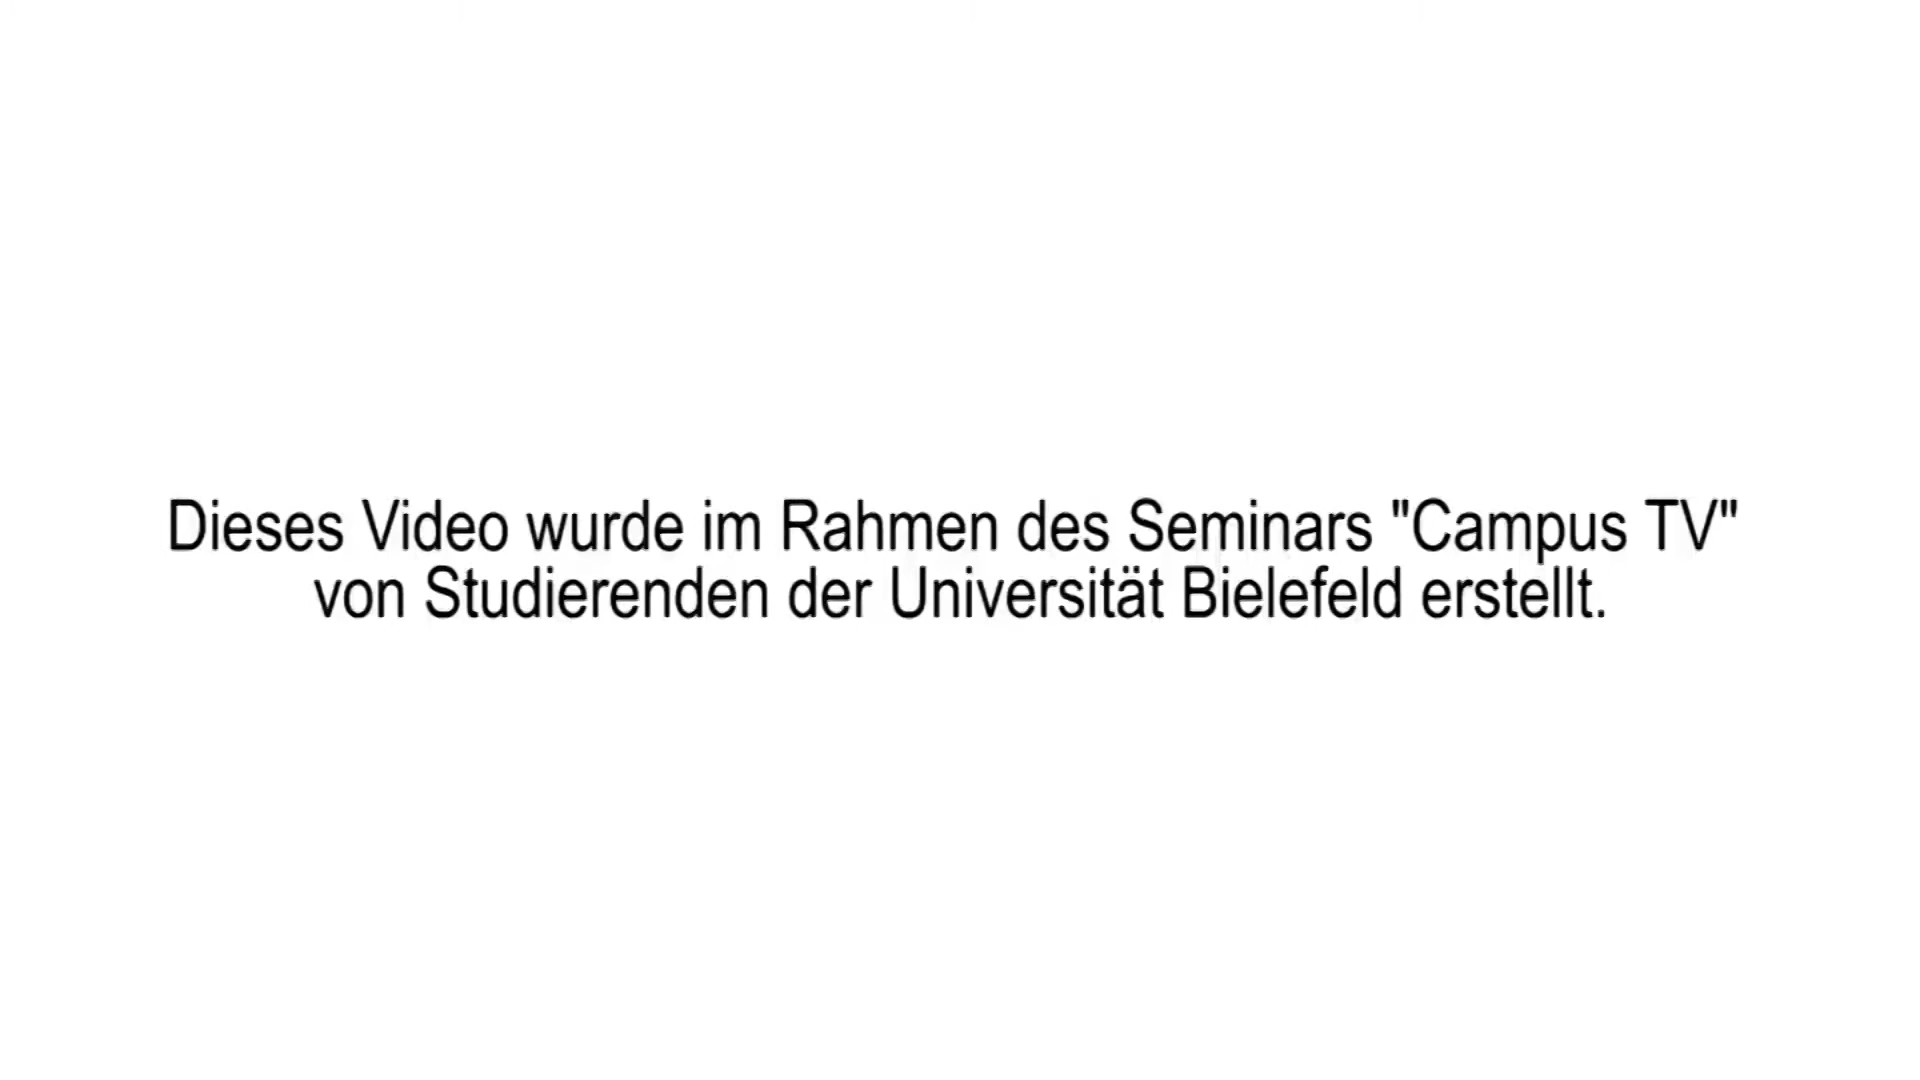 Dieses Video wurde im Rahmen des Seminars "Campus TV"
von Studierenden der Universität Bielefeld erstellt.